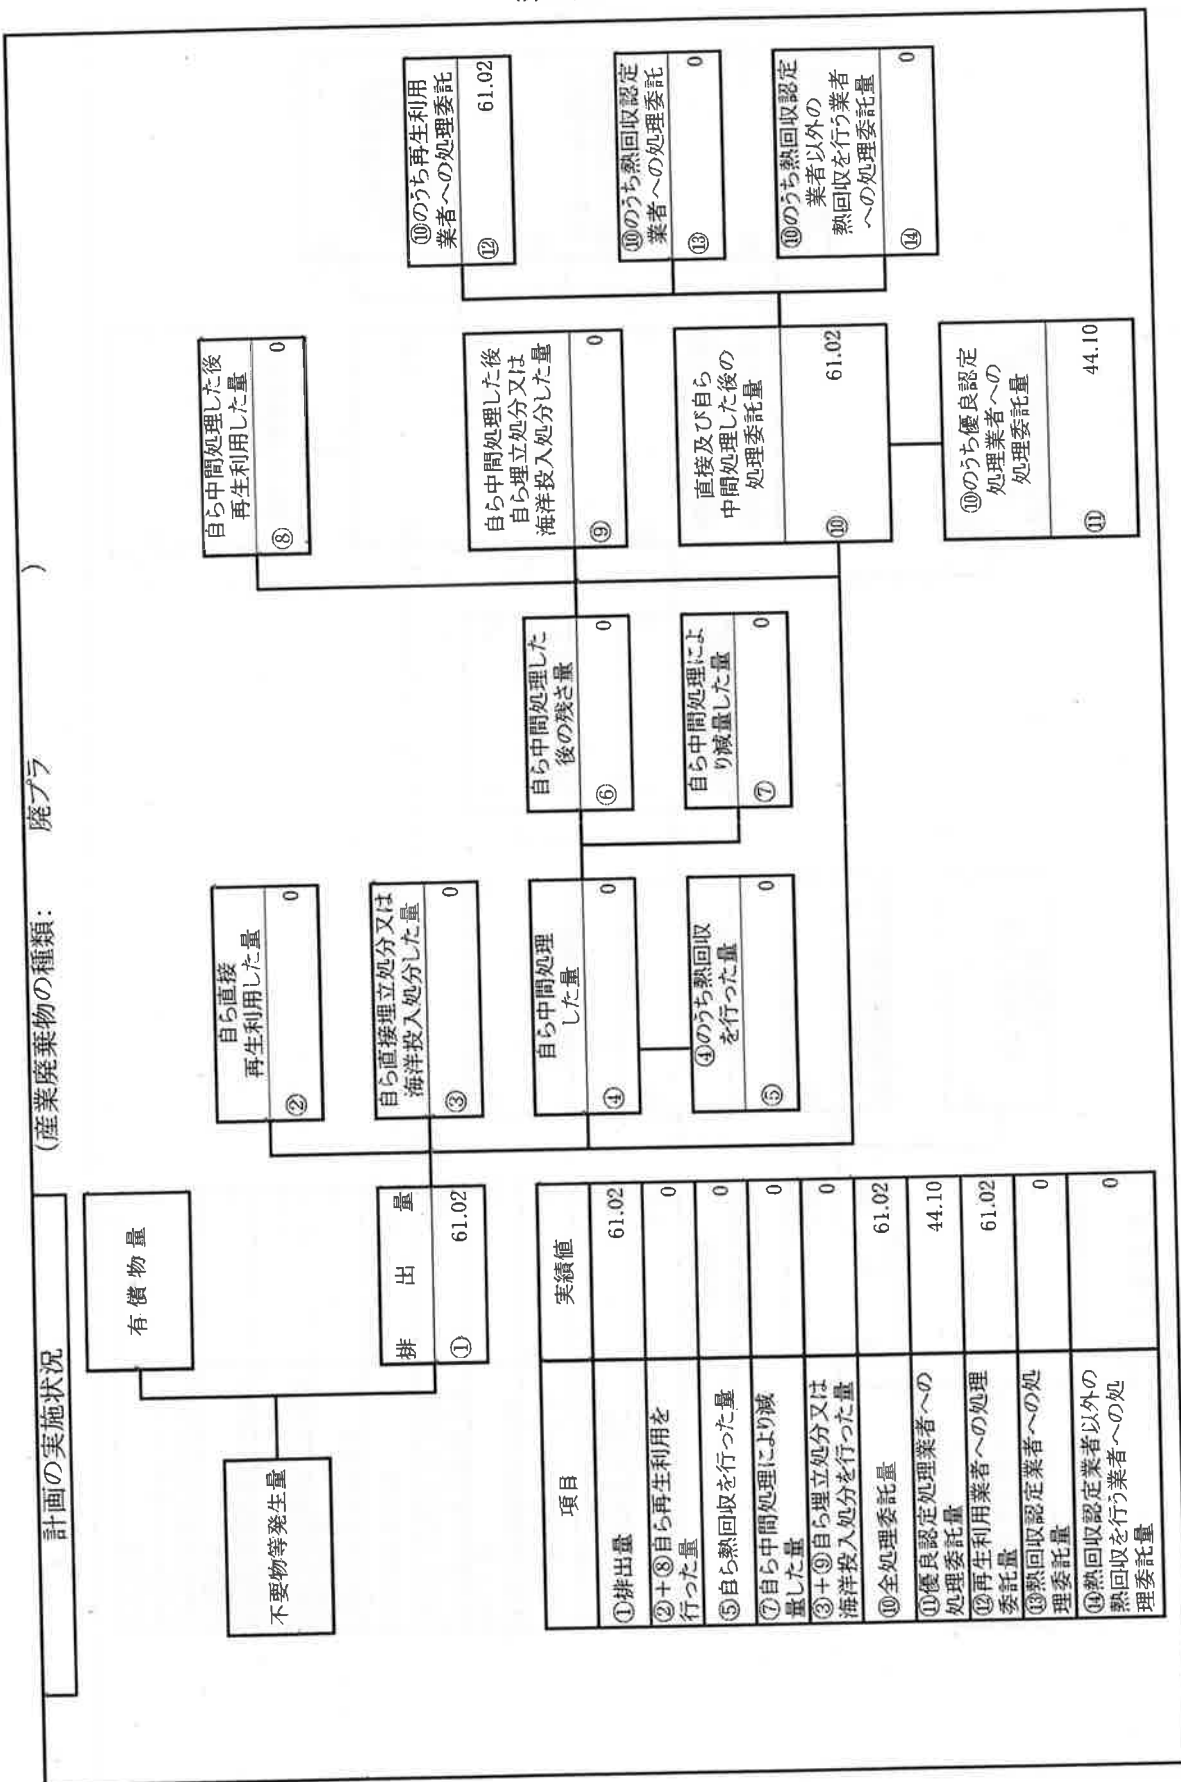 計画の実施状況
(産業廃棄物の種類: 廃プラ )
不要物等発生量
有償物量
排出量
① 61.02
自ら直接
再生利用した量
② 0
自ら直接埋立処分又は
海洋投入処分した量
③ 0
自ら中間処理
した量
④ 0
④のうち熱回収
を行った量
⑤ 0
自ら中間処理した
後の残さ量
⑥ 0
自ら中間処理によ
り減量した量
⑦ 0
自ら中間処理した後
再生利用した量
⑧ 0
自ら中間処理した後
自ら埋立処分又は
海洋投入処分した量
⑨ 0
直接及び自ら
中間処理した後の
処理委託量
⑩ 61.02
⑩のうち優良認定
処理業者への
処理委託量
⑪ 44.10
⑩のうち再生利用
業者への処理委託
⑫ 61.02
⑩のうち熱回収認定
業者への処理委託
⑬ 0
⑩のうち熱回収認定
業者以外の
熱回収を行う業者
への処理委託量
⑭ 0
項目 実績値
①排出量 61.02
②+⑧自ら再生利用を
行った量 0
⑤自ら熱回収を行った量 0
⑦自ら中間処理により減
量した量 0
③+⑨自ら埋立処分又は
海洋投入処分を行った量 0
⑩全処理委託量 61.02
⑪優良認定処理業者への
処理委託量 44.10
⑫再生利用業者への処理
委託量 61.02
⑬熱回収認定業者への処
理委託量 0
⑭熱回収認定業者以外の
熱回収を行う業者への処
理委託量 0